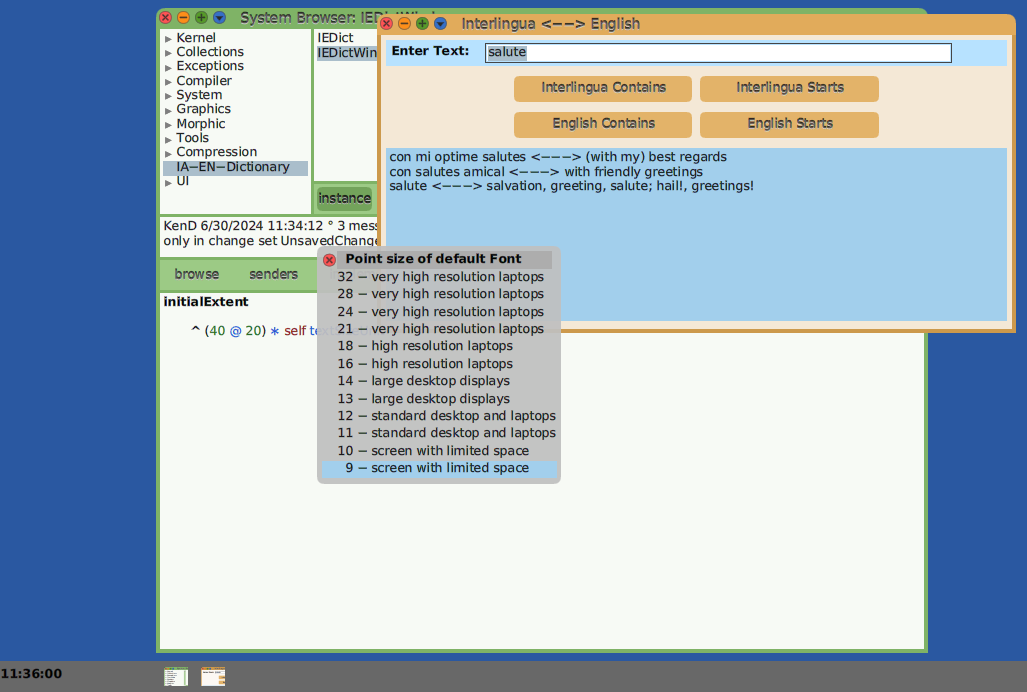 System Browser: IEDictWind
Kernel
Collections
Exceptions
Compiler
System
Graphics
Morphic
Tools
Compression
IA−EN−Dictionary
UI
IEDict
IEDictWin
instance
KenD 6/30/2024 11:34:12 ° 3 mess
only in change set UnsavedChange
browse senders
initialExtent
^ (40 @ 20) * self
Interlingua <−−> English
Enter Text: salute
Interlingua Contains Interlingua Starts
English Contains English Starts
con mi optime salutes <−−−> (with my) best regards
con salutes amical <−−−> with friendly greetings
salute <−−−> salvation, greeting, salute; hail!, greetings!
Point size of default Font
32 − very high resolution laptops
28 − very high resolution laptops
24 − very high resolution laptops
21 − very high resolution laptops
18 − high resolution laptops
16 − high resolution laptops
14 − large desktop displays
13 − large desktop displays
12 − standard desktop and laptops
11 − standard desktop and laptops
10 − screen with limited space
9 − screen with limited space
11:36:00